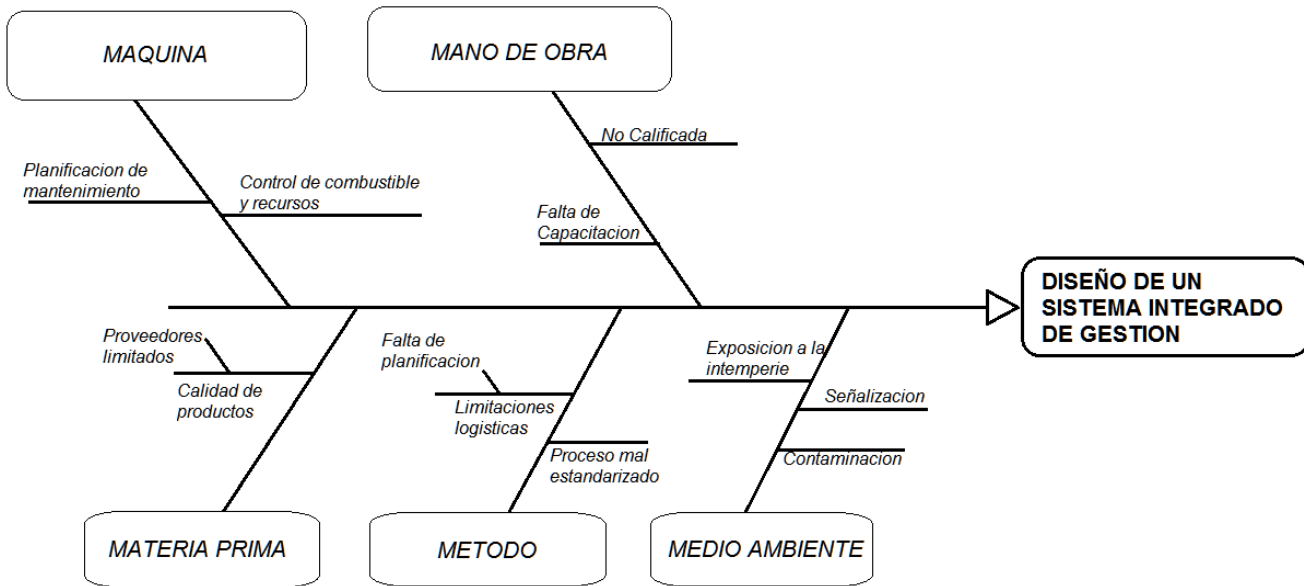 MAQUINA
MANO DE OBRA
No Calificada
Planificacion de
mantenimiento
Control de combustible
y recursos
Falta de
Capacitacion
DISEÑO DE UN
SISTEMA INTEGRADO
DE GESTION
Proveedores
limitados
Calidad de
productos
Falta de
planificacion
Limitaciones
logisticas
Proceso mal
estandarizado
Exposicion a la
intemperie
Señalizacion
Contaminacion
MATERIA PRIMA
METODO
MEDIO AMBIENTE